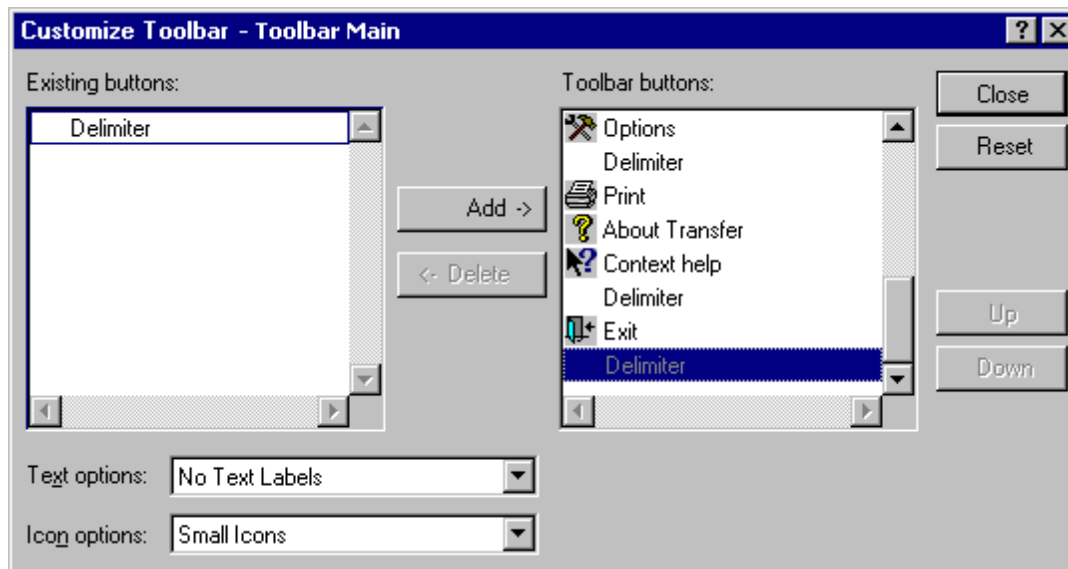 Customize Toolbar - Toolbar Main
Existing buttons:
Delimiter
Add ->
<- Delete
Toolbar buttons:
Options
Delimiter
Print
About Transfer
Context help
Delimiter
Exit
Delimiter
Close
Reset
Up
Down
Text options: No Text Labels
Icon options: Small Icons